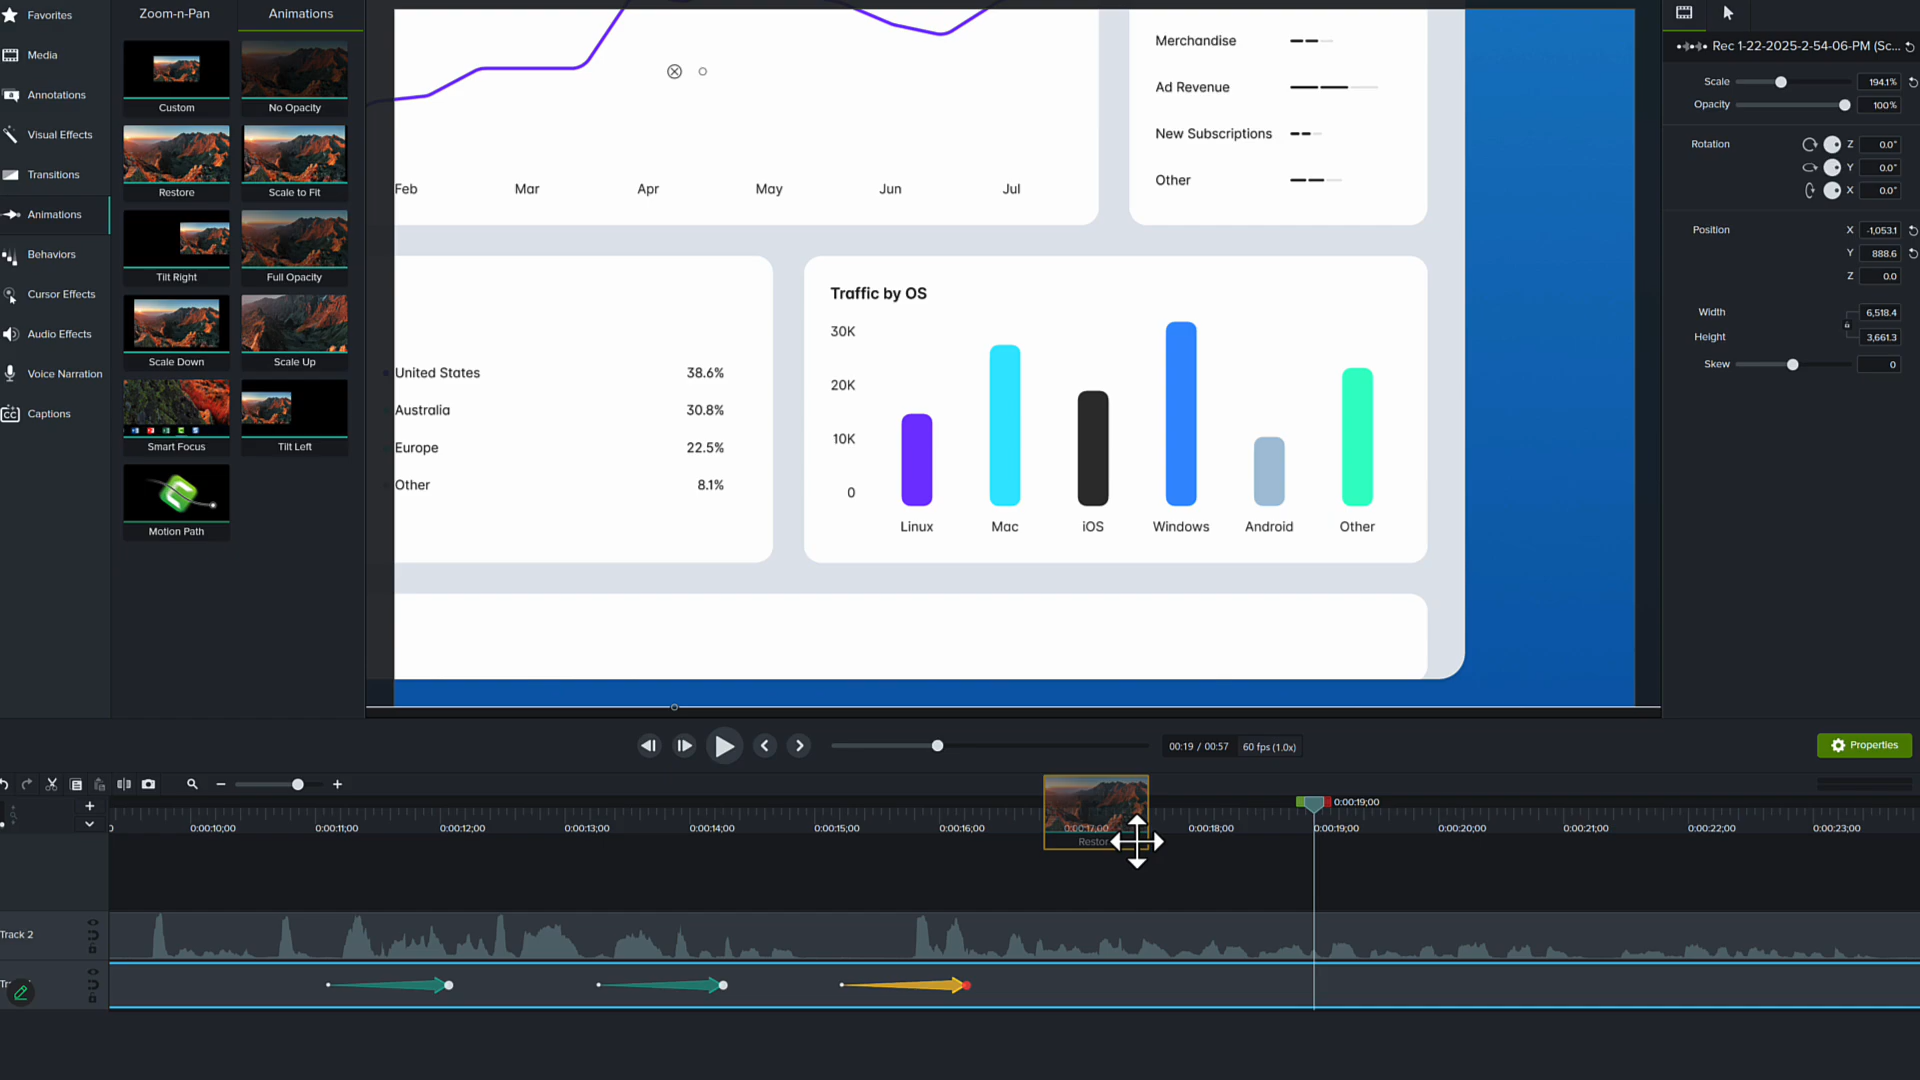 Favorites
Media
Annotations
Visual Effects
Transitions
Animations
Behaviors
Cursor Effects
Audio Effects
Voice Narration
CC Captions
Zoom-n-Pan Animations
Custom No Opacity
Restore Scale to Fit
Tilt Right Full Opacity
Scale Down Scale Up
Smart Focus Tilt Left
Motion Path
Feb Mar Apr May Jun Jul
Merchandise
Ad Revenue
New Subscriptions
Other
United States 38.6%
Australia 30.8%
Europe 22.5%
Other 8.1%
Traffic by OS
30K
20K
10K
0
Linux Mac iOS Windows Android Other
Rec 1-22-2025-2-54-06-PM (Sc...
Scale 194.1%
Opacity 100%
Rotation Z 0.0°
Y 0.0°
X 0.0°
Position X -1,053.1
Y 888.6
Z 0.0
Width 6,518.4
Height 3,661.3
Skew 0
00:19 / 00:57 60 fps (1.0x)
Properties
0:00:19;00
0:00:10;00 0:00:11;00 0:00:12;00 0:00:13;00 0:00:14;00 0:00:15;00 0:00:16;00 0:00:17;00 0:00:18;00 0:00:19;00 0:00:20;00 0:00:21;00 0:00:22;00 0:00:23;00
Restor
Track 2